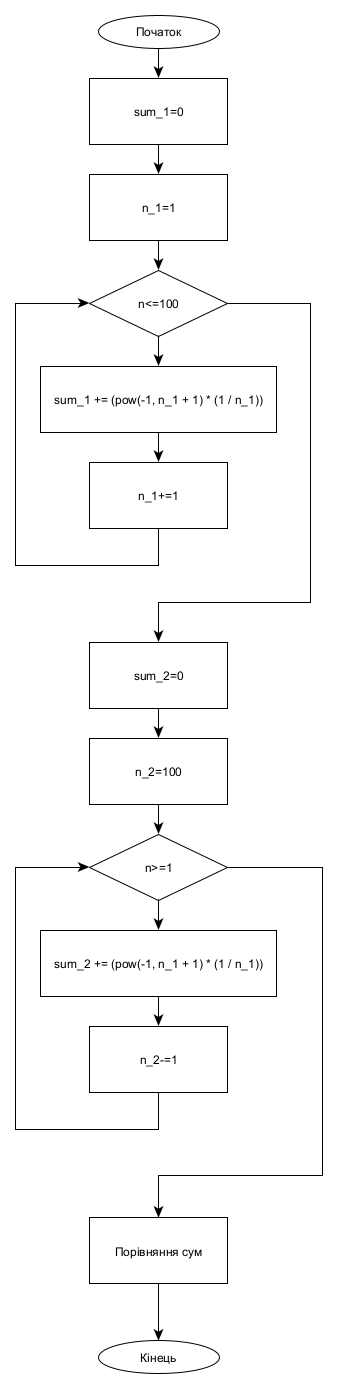 Початок
sum_1=0
n_1=1
n<=100
sum_1 += (pow(-1, n_1 + 1) * (1 / n_1))
n_1+=1
sum_2=0
n_2=100
n>=1
sum_2 += (pow(-1, n_1 + 1) * (1 / n_1))
n_2-=1
Порівняння сум
Кінець